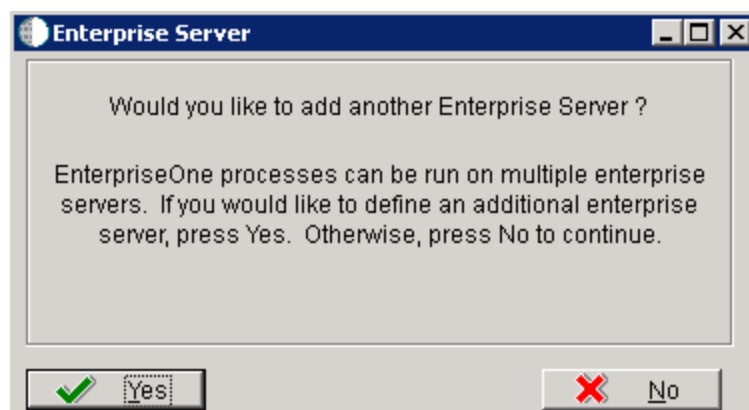 Enterprise Server
Would you like to add another Enterprise Server ?
EnterpriseOne processes can be run on multiple enterprise
servers.  If you would like to define an additional enterprise
server, press Yes.  Otherwise, press No to continue.
Yes
No